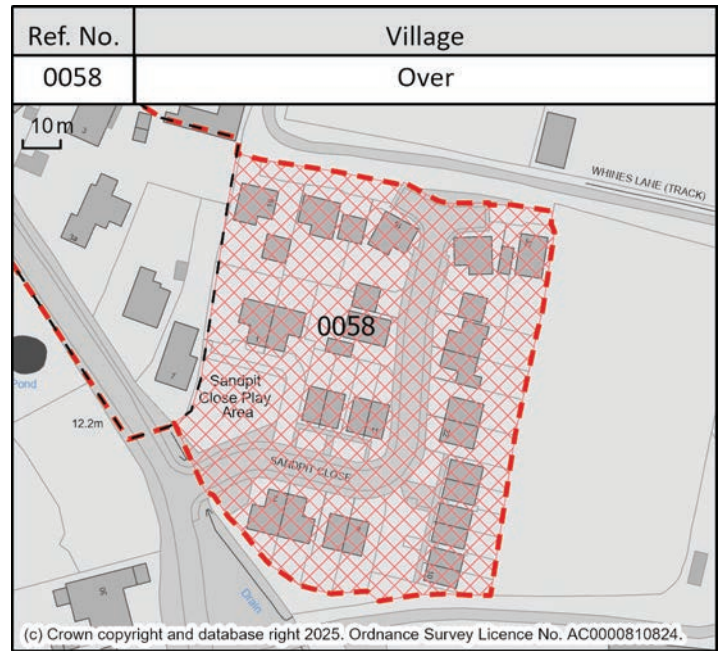 Ref. No.
Village
0058
Over
10m
WHINES LANE (TRACK)
0058
Sandpit
Close Play
Area
Pond
12.2m
SANDPIT CLOSE
Drain
(c) Crown copyright and database right 2025. Ordnance Survey Licence No. AC0000810824.